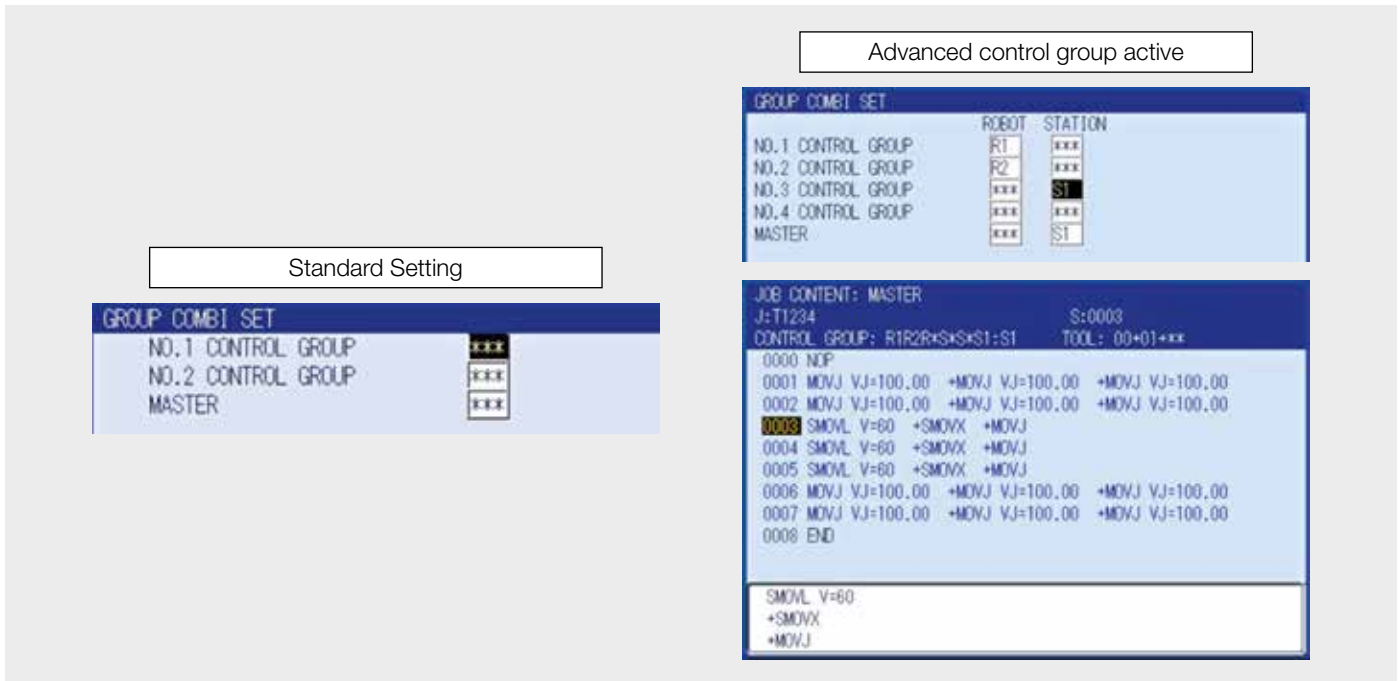 Standard Setting
GROUP COMBI SET
NO.1 CONTROL GROUP ***
NO.2 CONTROL GROUP ***
MASTER ***
Advanced control group active
GROUP COMBI SET
ROBOT STATION
NO.1 CONTROL GROUP R1 ***
NO.2 CONTROL GROUP R2 ***
NO.3 CONTROL GROUP *** S1
NO.4 CONTROL GROUP *** ***
MASTER *** S1
JOB CONTENT: MASTER
J:T1234 S:0003
CONTROL GROUP: R1R2R*S*S*S1:S1 TOOL: 00+01+**
0000 NOP
0001 MOVJ VJ=100.00 +MOVJ VJ=100.00 +MOVJ VJ=100.00
0002 MOVJ VJ=100.00 +MOVJ VJ=100.00 +MOVJ VJ=100.00
0003 SMOVL V=60 +SMOVX +MOVJ
0004 SMOVL V=60 +SMOVX +MOVJ
0005 SMOVL V=60 +SMOVX +MOVJ
0006 MOVJ VJ=100.00 +MOVJ VJ=100.00 +MOVJ VJ=100.00
0007 MOVJ VJ=100.00 +MOVJ VJ=100.00 +MOVJ VJ=100.00
0008 END
SMOVL V=60
+SMOVX
+MOVJ